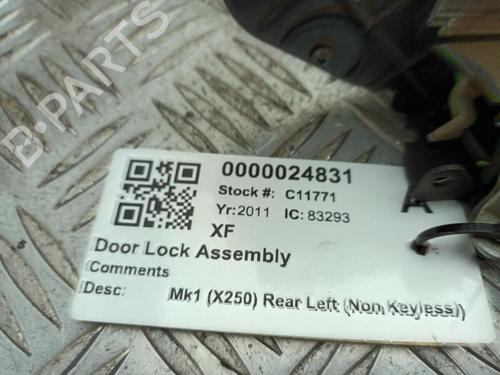 B-PARTS
0000024831
Stock #: C11771
Yr: 2011 IC: 83293
XF
A
Door Lock Assembly
Comments
Desc: Mk1 (X250) Rear Left (Non Keyless)